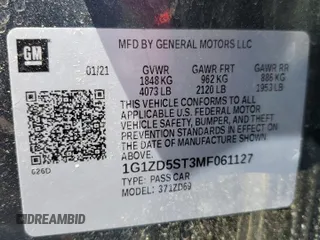 GM
MFD BY GENERAL MOTORS LLC
01/21 GVWR GAWR FRT GAWR RR
1848 KG 962 KG 886 KG
4073 LB 2120 LB 1953 LB
THIS VEHICLE CONFORMS TO ALL
APPLICABLE U.S. FEDERAL MOTOR
VEHICLE SAFETY, BUMPER, AND THEFT
PREVENTION STANDARDS IN EFFECT ON
THE DATE OF MANUFACTURE SHOWN ABOVE.
1G1ZD5ST3MF061127
TYPE: PASS CAR
MODEL: 371ZD69
626D
@DREAMBID